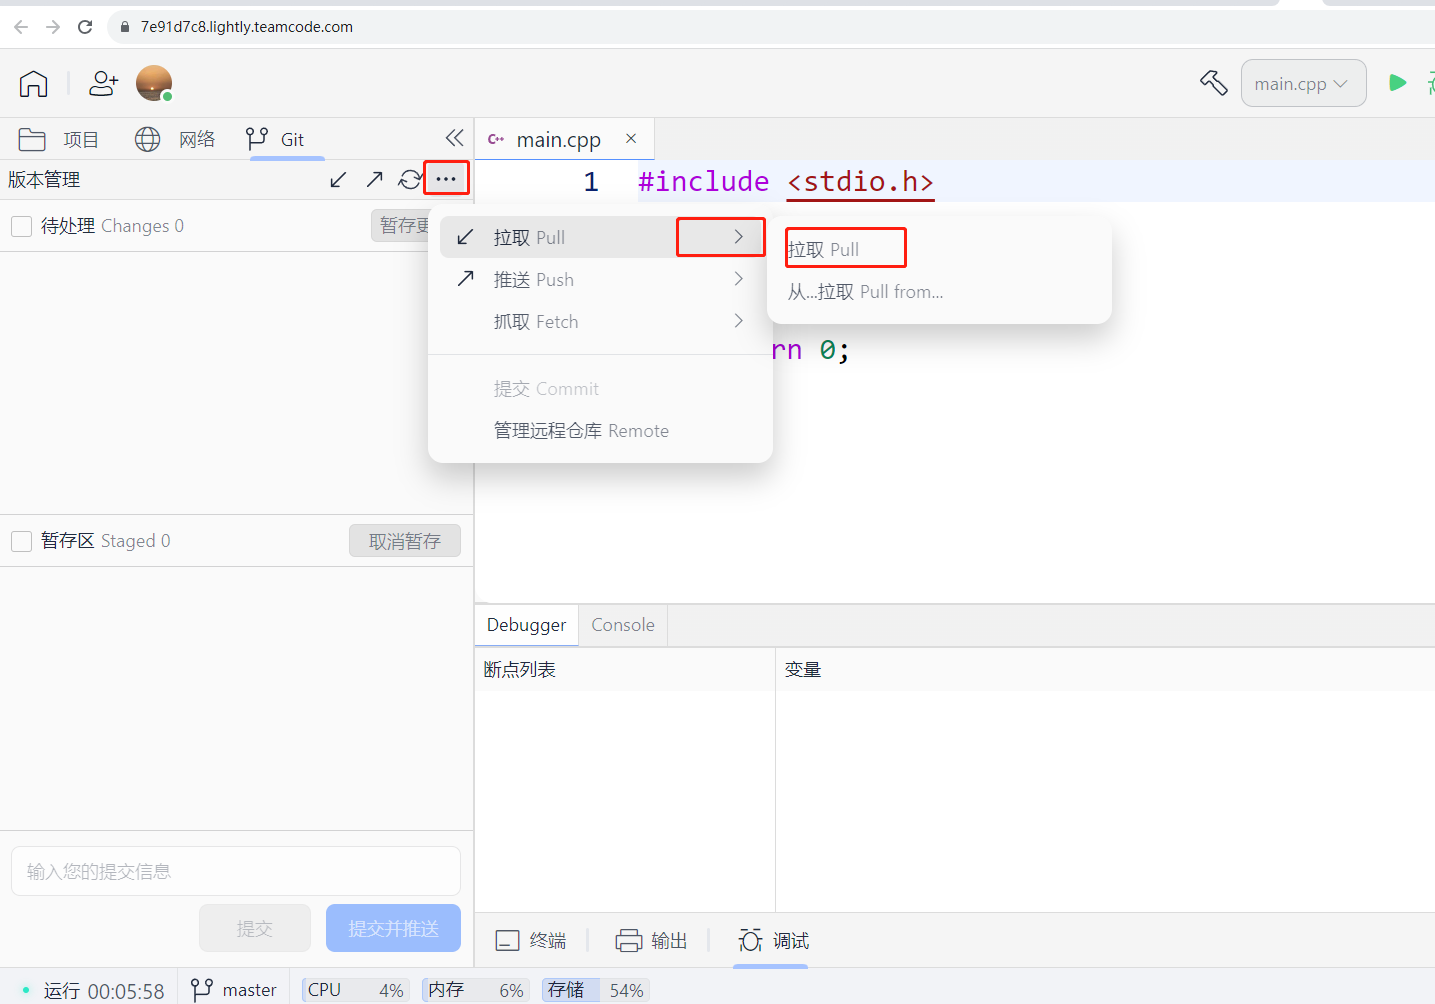 7e91d7c8.lightly.teamcode.com
main.cpp
项目 网络 Git
C++ main.cpp ×
版本管理 ...
1 #include <stdio.h>
待处理 Changes 0 暂存更
拉取 Pull
推送 Push
抓取 Fetch
提交 Commit
管理远程仓库 Remote
拉取 Pull
从...拉取 Pull from...
rn 0;
暂存区 Staged 0 取消暂存
Debugger Console
断点列表 变量
输入您的提交信息
提交 提交并推送
终端 输出 调试
运行 00:05:58 master CPU 4% 内存 6% 存储 54%